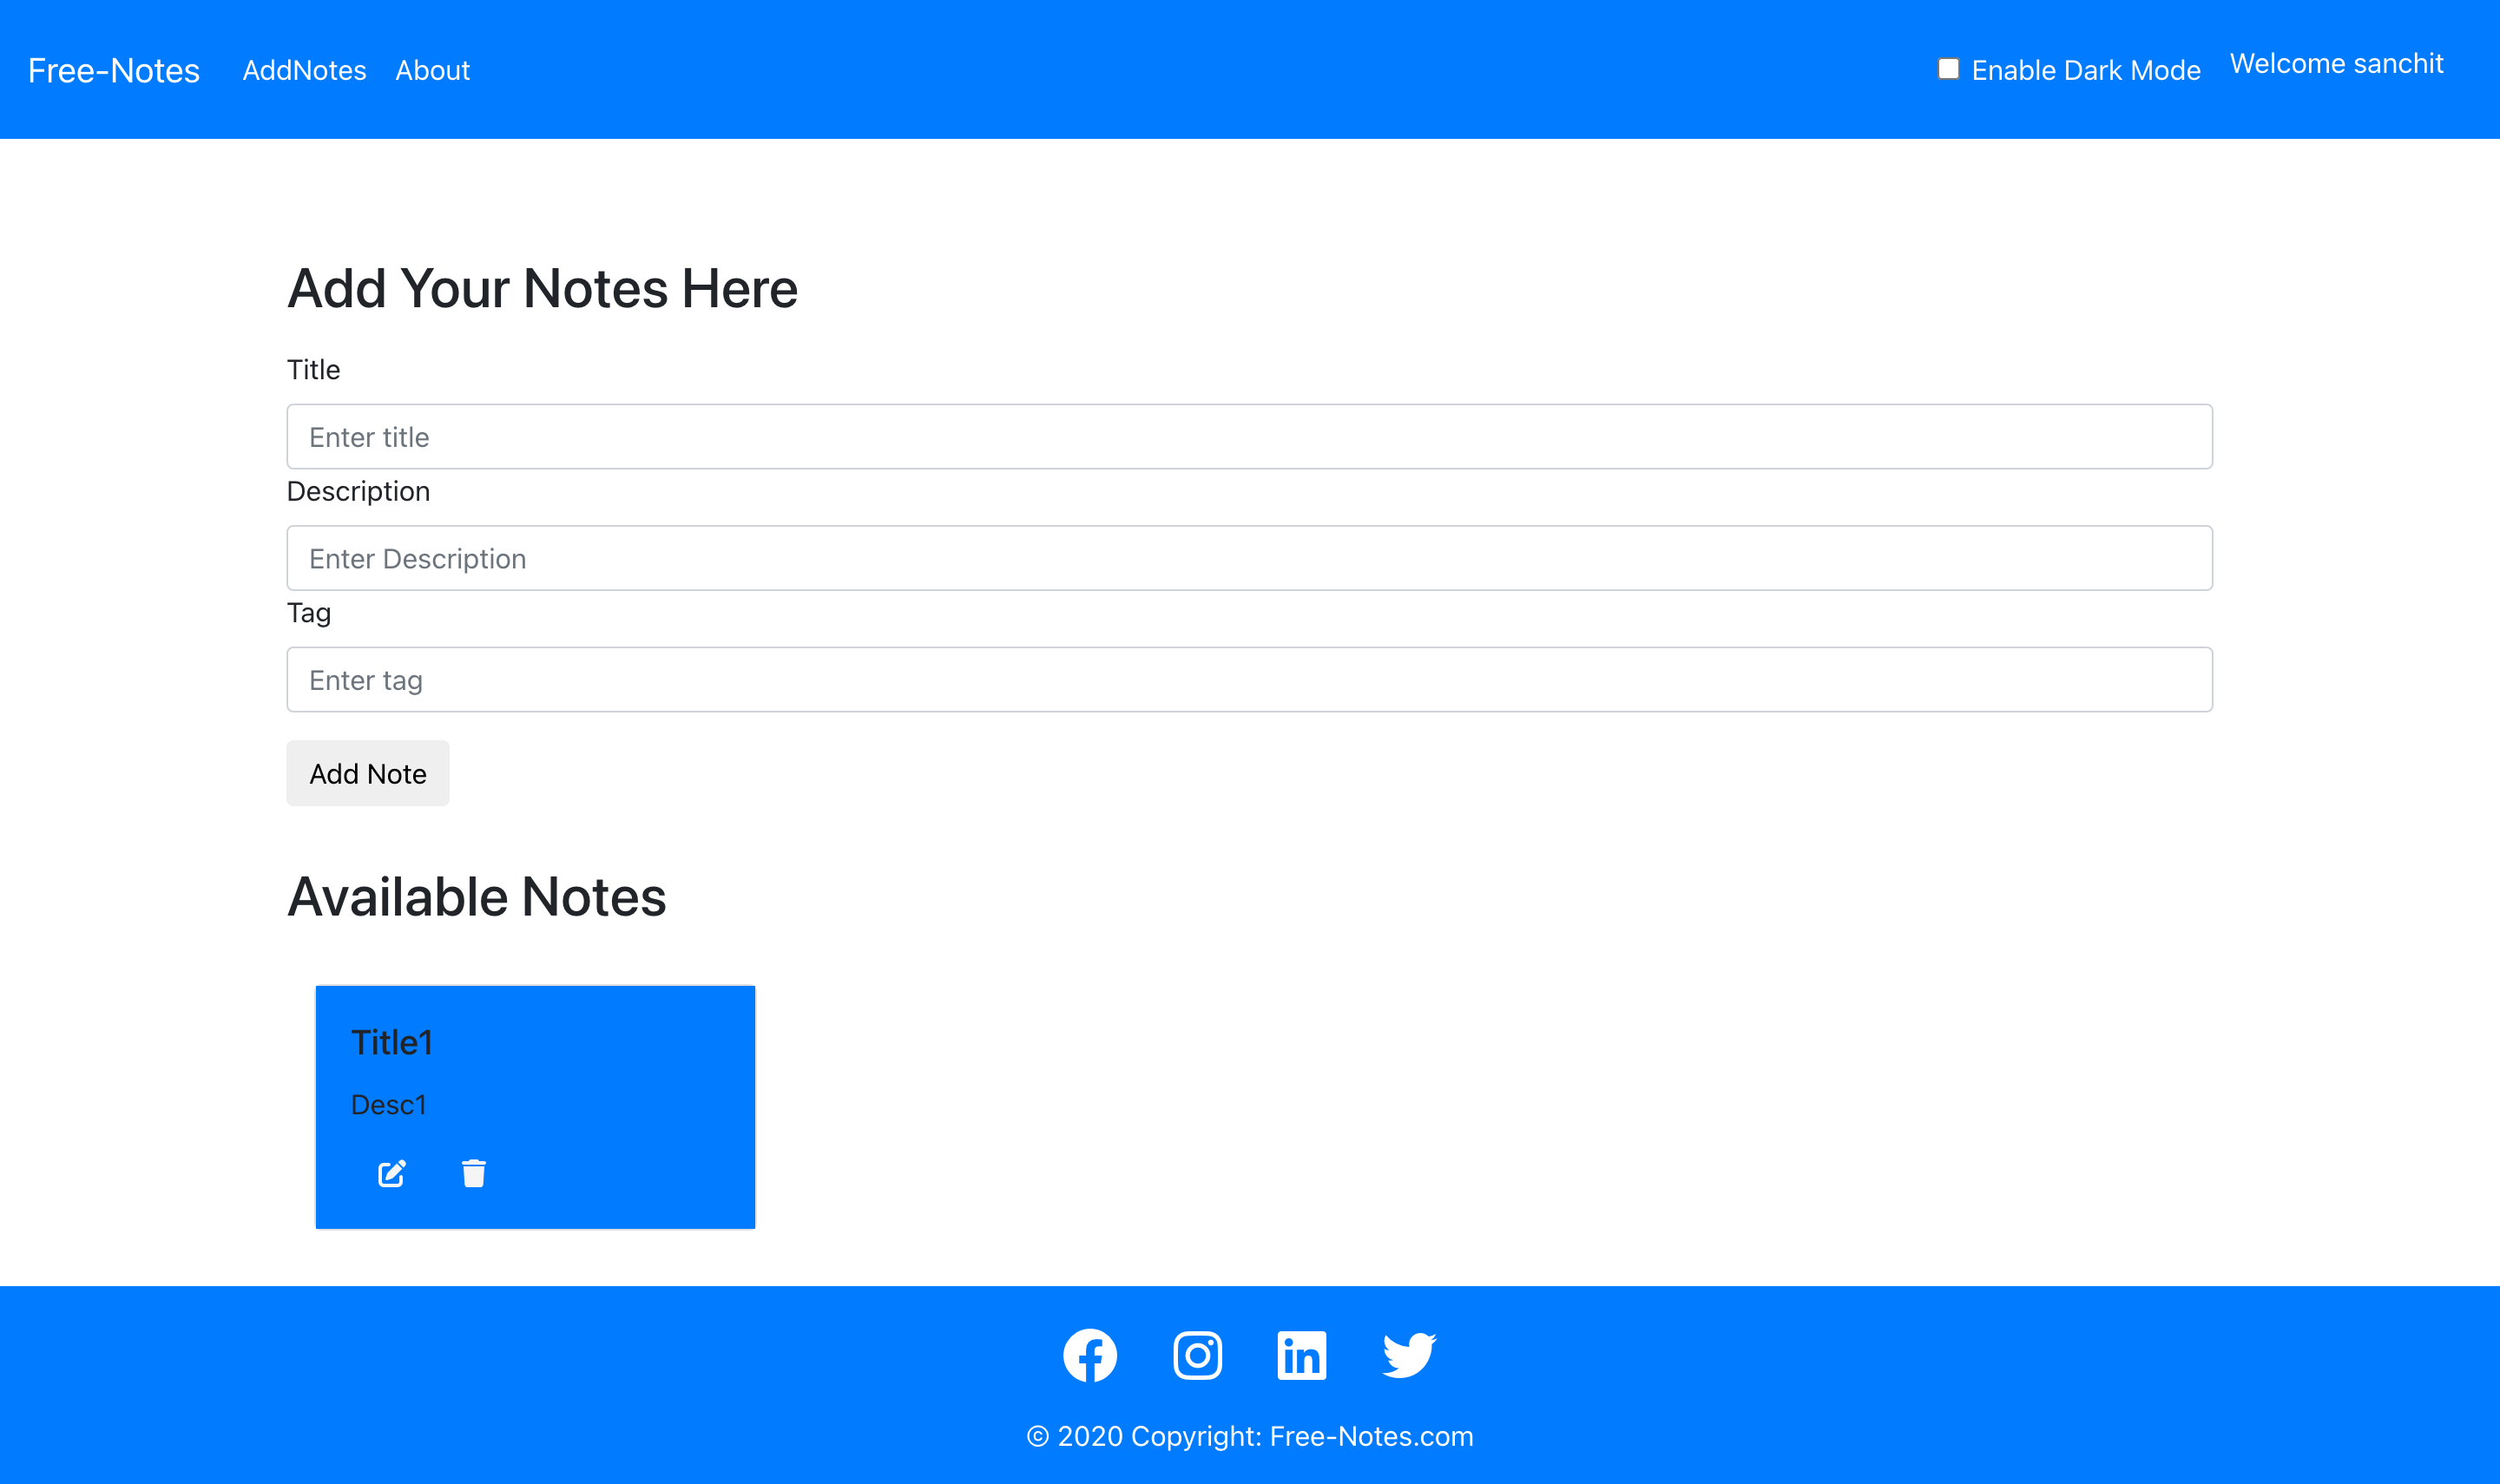 Free-Notes AddNotes About Enable Dark Mode Welcome sanchit
Add Your Notes Here
Title
Enter title
Description
Enter Description
Tag
Enter tag
Add Note
Available Notes
Title1
Desc1
© 2020 Copyright: Free-Notes.com